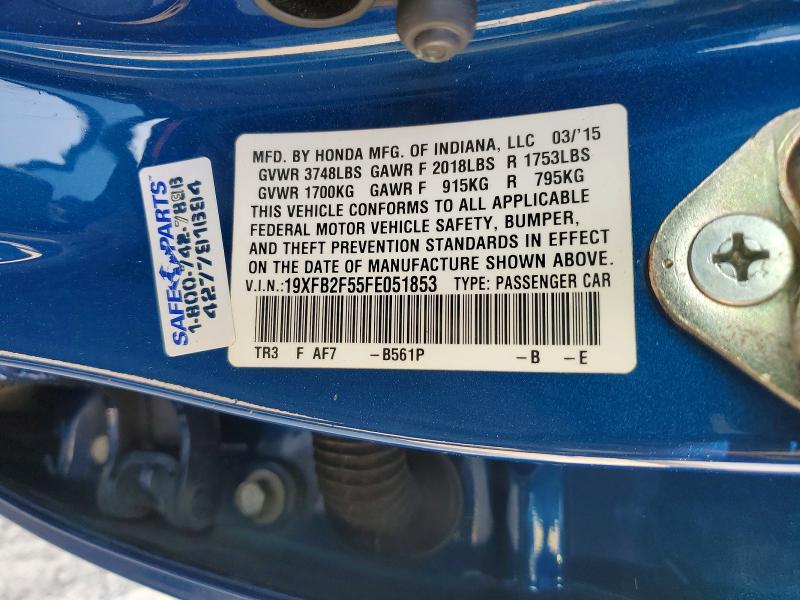 MFD. BY HONDA MFG. OF INDIANA, LLC 03/'15
GVWR 3748LBS GAWR F 2018LBS R 1753LBS
GVWR 1700KG GAWR F 915KG R 795KG
THIS VEHICLE CONFORMS TO ALL APPLICABLE
FEDERAL MOTOR VEHICLE SAFETY, BUMPER,
AND THEFT PREVENTION STANDARDS IN EFFECT
ON THE DATE OF MANUFACTURE SHOWN ABOVE.
V.I.N.:19XFB2F55FE051853 TYPE: PASSENGER CAR
TR3 F AF7 -B561P -B -E
SAFE PARTS™
427791694